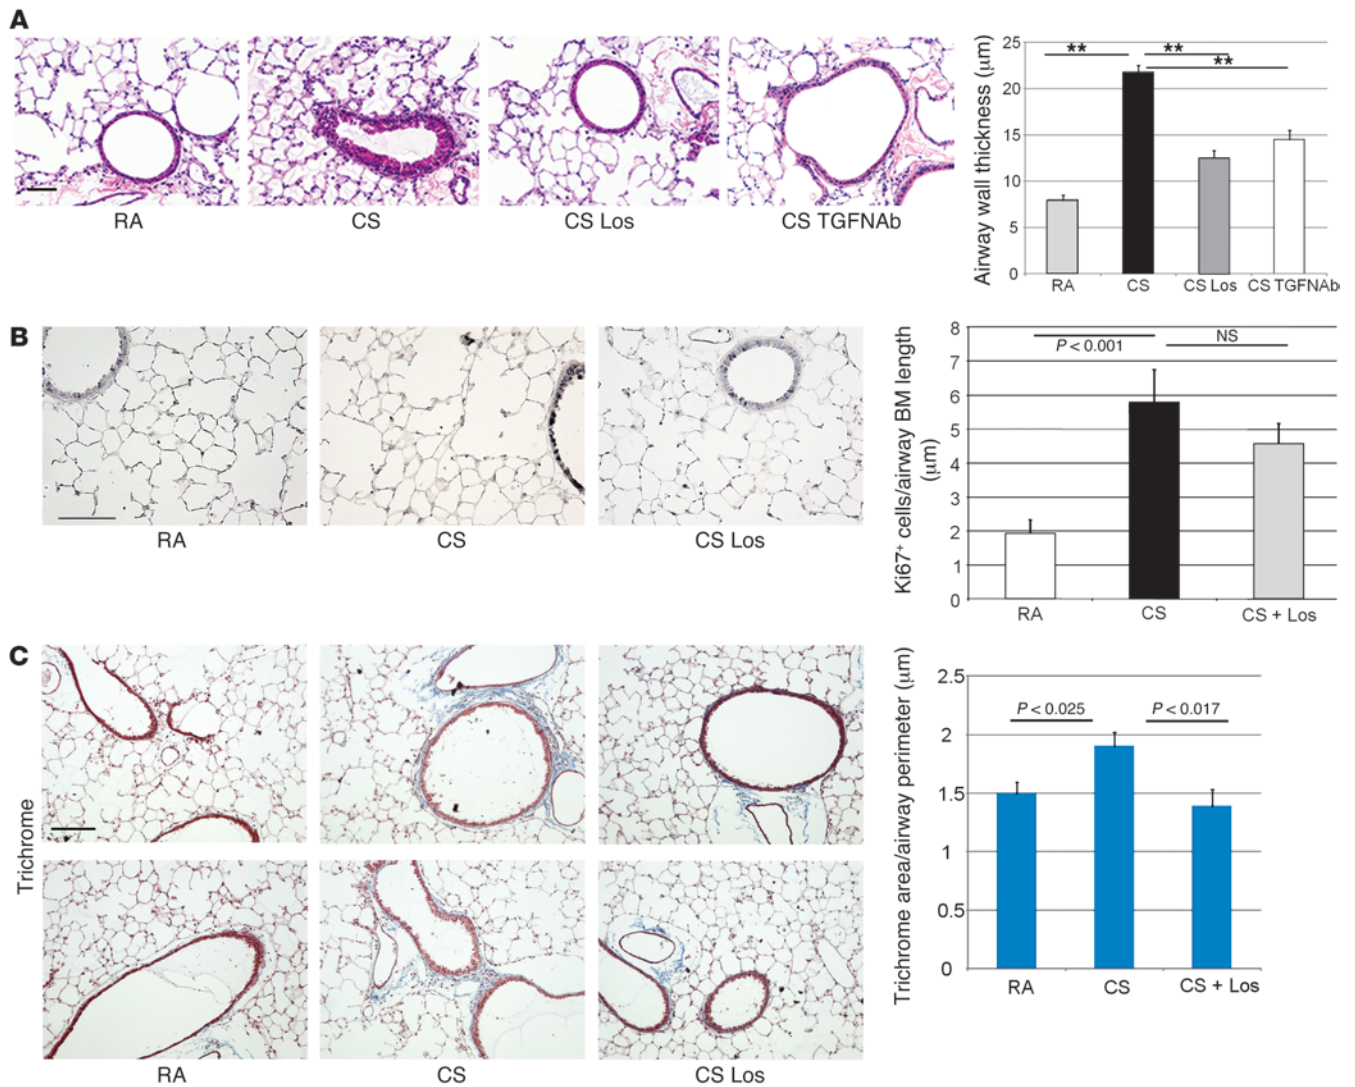 A
RA
CS
CS Los
CS TGFNAb
Airway wall thickness (μm)
25
20
15
10
5
0
**
**
**
RA
CS
CS Los
CS TGFNAb
B
RA
CS
CS Los
Ki67⁺ cells/airway BM length
(μm)
8
7
6
5
4
3
2
1
0
P < 0.001
NS
RA
CS
CS + Los
C
Trichrome
RA
CS
CS Los
Trichrome area/airway perimeter (μm)
2.5
2
1.5
1
0.5
0
P < 0.025
P < 0.017
RA
CS
CS + Los